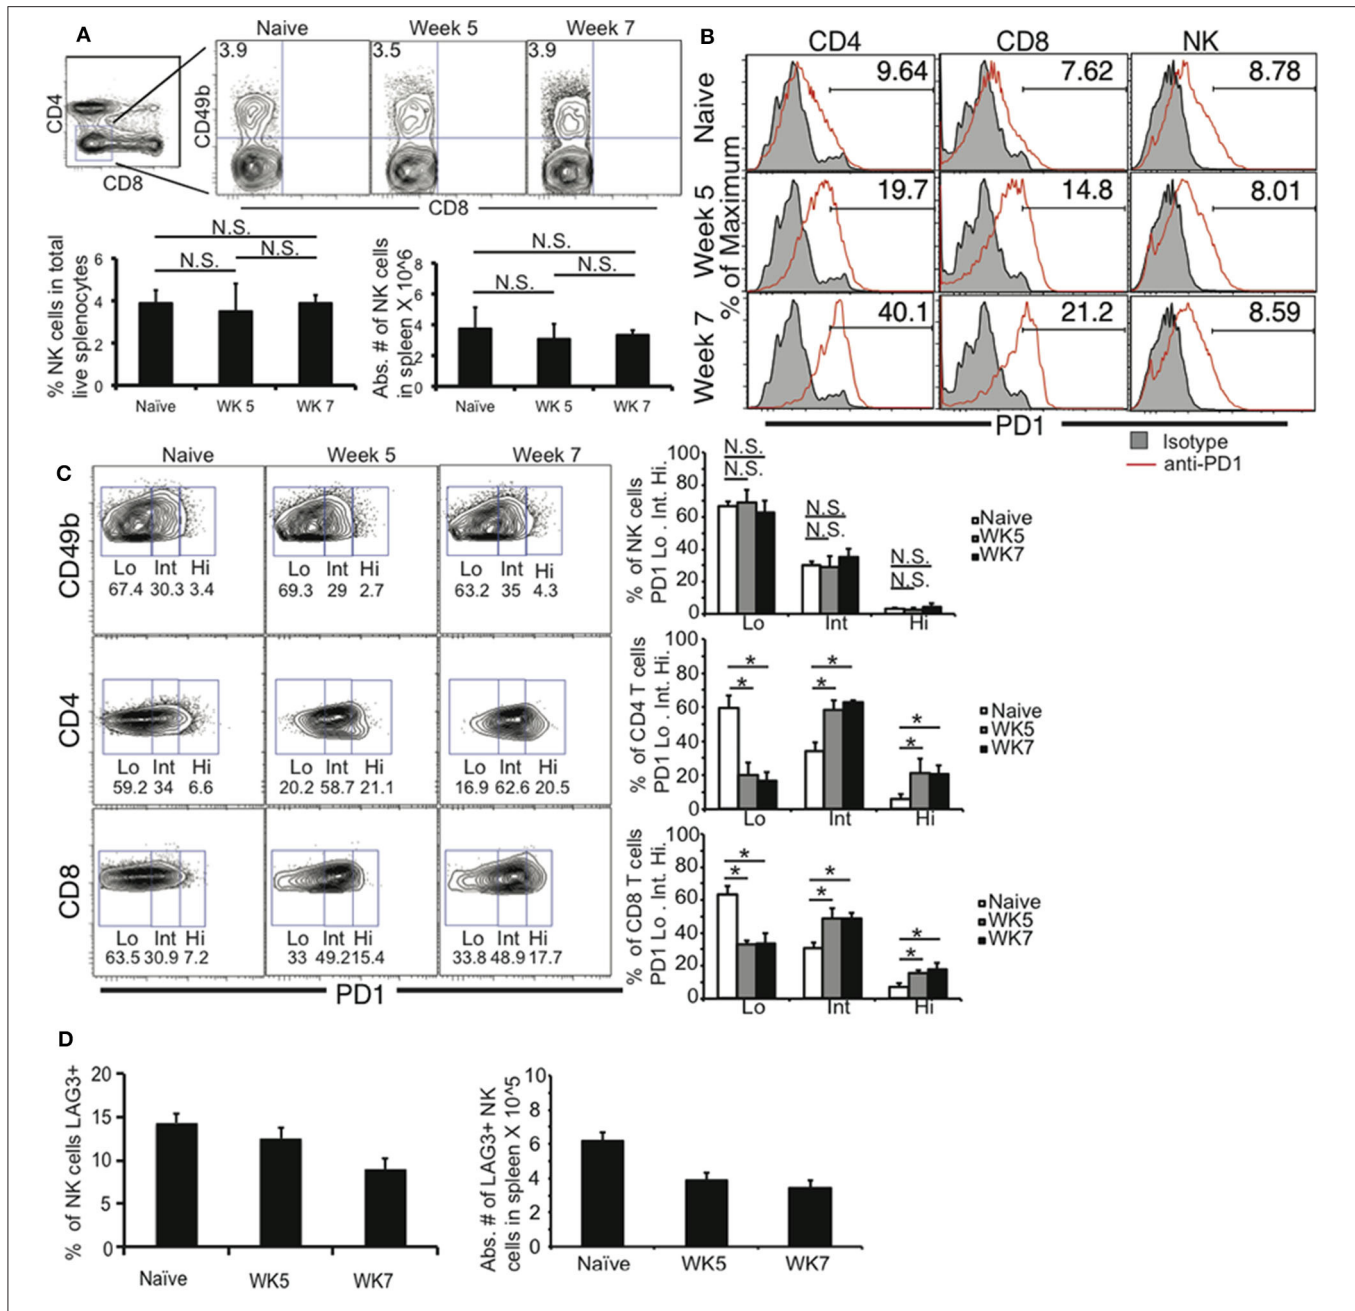 A
Naive
Week 5
Week 7
3.9
3.5
3.9
CD4
CD8
CD49b
CD8
% NK cells in total
live splenocytes
6
4
2
0
N.S.
N.S.
N.S.
Naïve
WK 5
WK 7
Abs. # of NK cells
in spleen X 10^6
8
6
4
2
0
N.S.
N.S.
N.S.
Naïve
WK 5
WK 7
B
CD4
CD8
NK
Naive
9.64
7.62
8.78
Week 5
19.7
14.8
8.01
Week 7
40.1
21.2
8.59
% of Maximum
PD1
Isotype
anti-PD1
C
Naive
Week 5
Week 7
CD49b
Lo Int Hi
67.4 30.3 3.4
Lo Int Hi
69.3 29 2.7
Lo Int Hi
63.2 35 4.3
CD4
Lo Int Hi
59.2 34 6.6
Lo Int Hi
20.2 58.7 21.1
Lo Int Hi
16.9 62.6 20.5
CD8
Lo Int Hi
63.5 30.9 7.2
Lo Int Hi
33 49.2 15.4
Lo Int Hi
33.8 48.9 17.7
PD1
% of NK cells
PD1 Lo . Int. Hi.
100
80
60
40
20
0
N.S.
N.S.
N.S.
N.S.
N.S.
N.S.
Lo
Int
Hi
Naive
WK5
WK7
% of CD4 T cells
PD1 Lo . Int. Hi.
100
80
60
40
20
0
*
*
*
*
*
*
Lo
Int
Hi
Naive
WK5
WK7
% of CD8 T cells
PD1 Lo . Int. Hi.
100
80
60
40
20
0
*
*
*
*
*
*
Lo
Int
Hi
Naive
WK5
WK7
D
% of NK cells LAG3+
20
15
10
5
0
Naïve
WK5
WK7
Abs. # of LAG3+ NK
cells in spleen X 10^5
10
8
6
4
2
0
Naïve
WK5
WK7